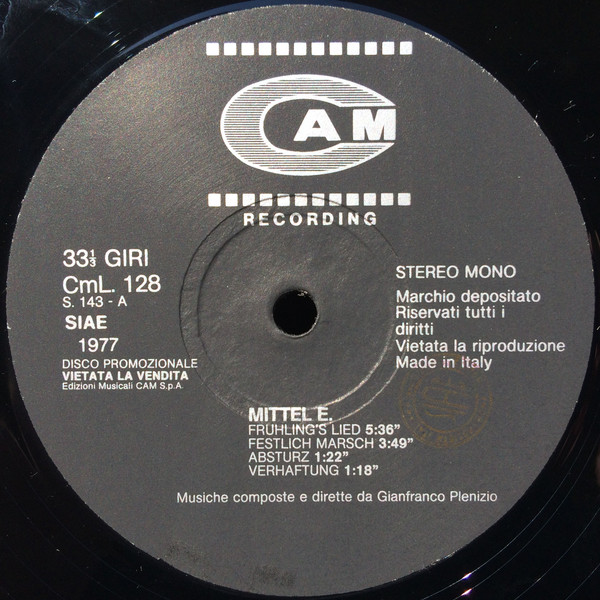 CAM
RECORDING
33⅓ GIRI
CmL. 128
S. 143 - A
SIAE
1977
DISCO PROMOZIONALE
VIETATA LA VENDITA
Edizioni Musicali CAM S.p.A.
STEREO MONO
Marchio depositato
Riservati tutti i
diritti
Vietata la riproduzione
Made in Italy
MITTEL E.
FRÜHLING'S LIED 5:36”
FESTLICH MARSCH 3:49”
ABSTURZ 1:22”
VERHAFTUNG 1:18”
Musiche composte e dirette da Gianfranco Plenizio